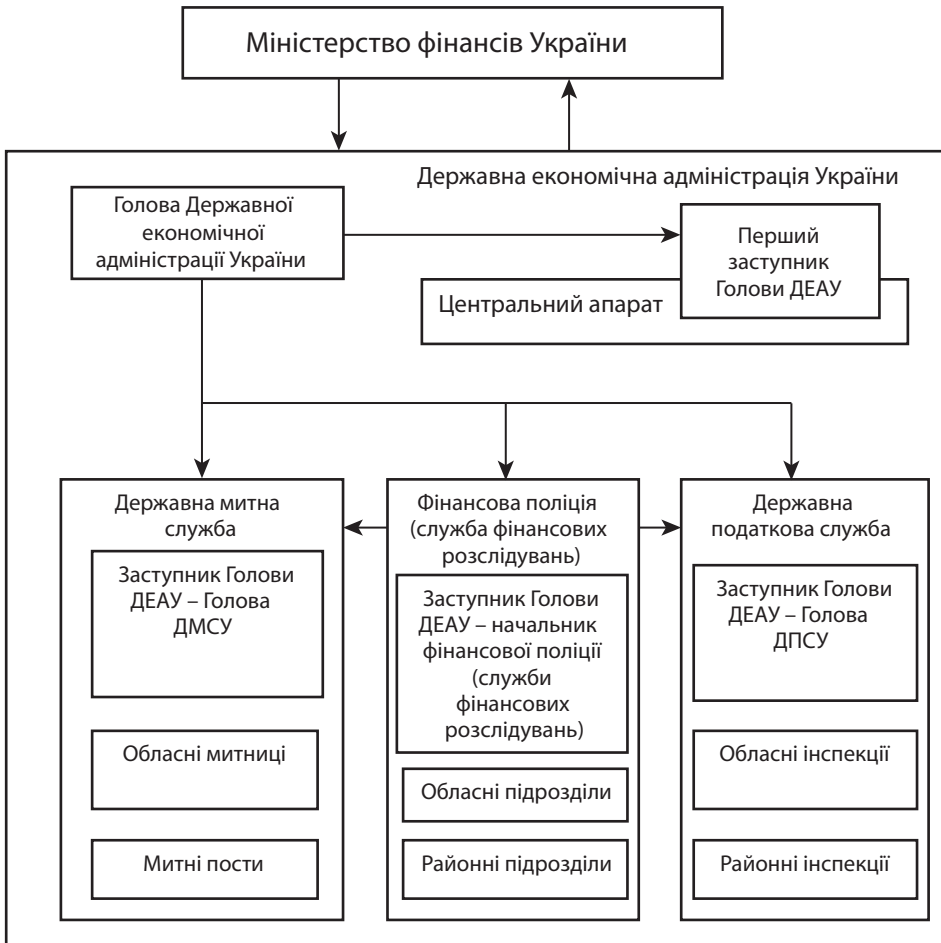 Міністерство фінансів України
Державна економічна адміністрація України
Голова Державної
економічної
адміністрації України
Перший
заступник
Голови ДЕАУ
Центральний апарат
Державна митна
служба
Заступник Голови
ДЕАУ – Голова
ДМСУ
Обласні митниці
Митні пости
Фінансова поліція
(служба фінансових
розслідувань)
Заступник Голови
ДЕАУ – начальник
фінансової поліції
(служби
фінансових
розслідувань)
Обласні підрозділи
Районні підрозділи
Державна
податкова служба
Заступник Голови
ДЕАУ – Голова
ДПСУ
Обласні інспекції
Районні інспекції